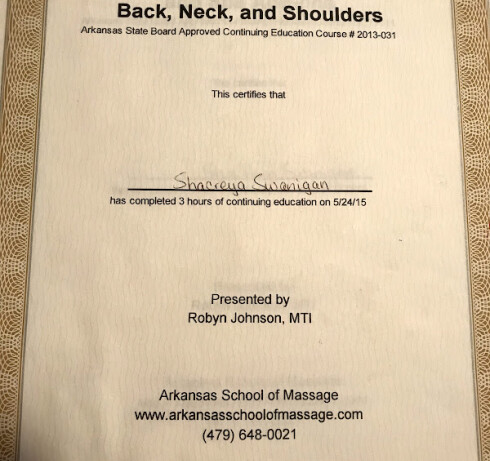 Back, Neck, and Shoulders
Arkansas State Board Approved Continuing Education Course # 2013-031
This certifies that
Shacreya Swanigan
has completed 3 hours of continuing education on 5/24/15
Presented by
Robyn Johnson, MTI
Arkansas School of Massage
www.arkansasschoolofmassage.com
(479) 648-0021